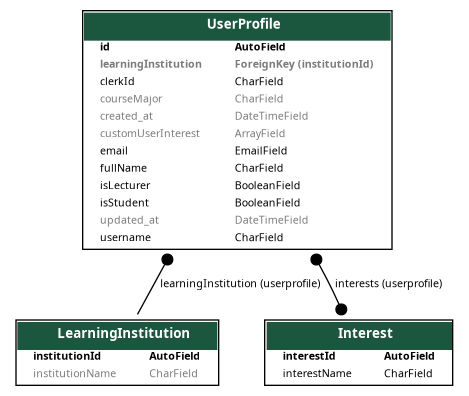 UserProfile
id AutoField
learningInstitution ForeignKey (institutionId)
clerkId CharField
courseMajor CharField
created_at DateTimeField
customUserInterest ArrayField
email EmailField
fullName CharField
isLecturer BooleanField
isStudent BooleanField
updated_at DateTimeField
username CharField
learningInstitution (userprofile) interests (userprofile)
LearningInstitution
institutionId AutoField
institutionName CharField
Interest
interestId AutoField
interestName CharField